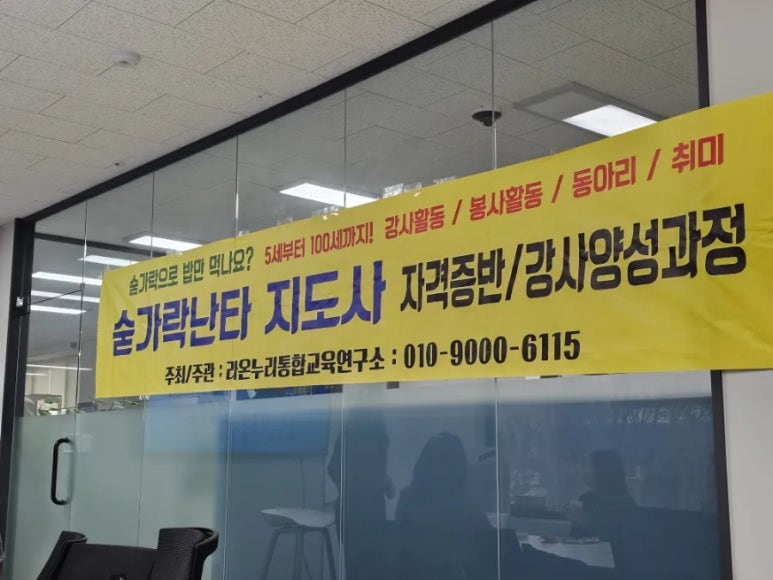 숟가락으로 밥만 먹나요? 5세부터 100세까지! 강사활동 / 봉사활동 / 동아리 / 취미
숟가락난타 지도사 자격증반/강사양성과정
주최/주관 : 라온누리통합교육연구소 : 010-9000-6115